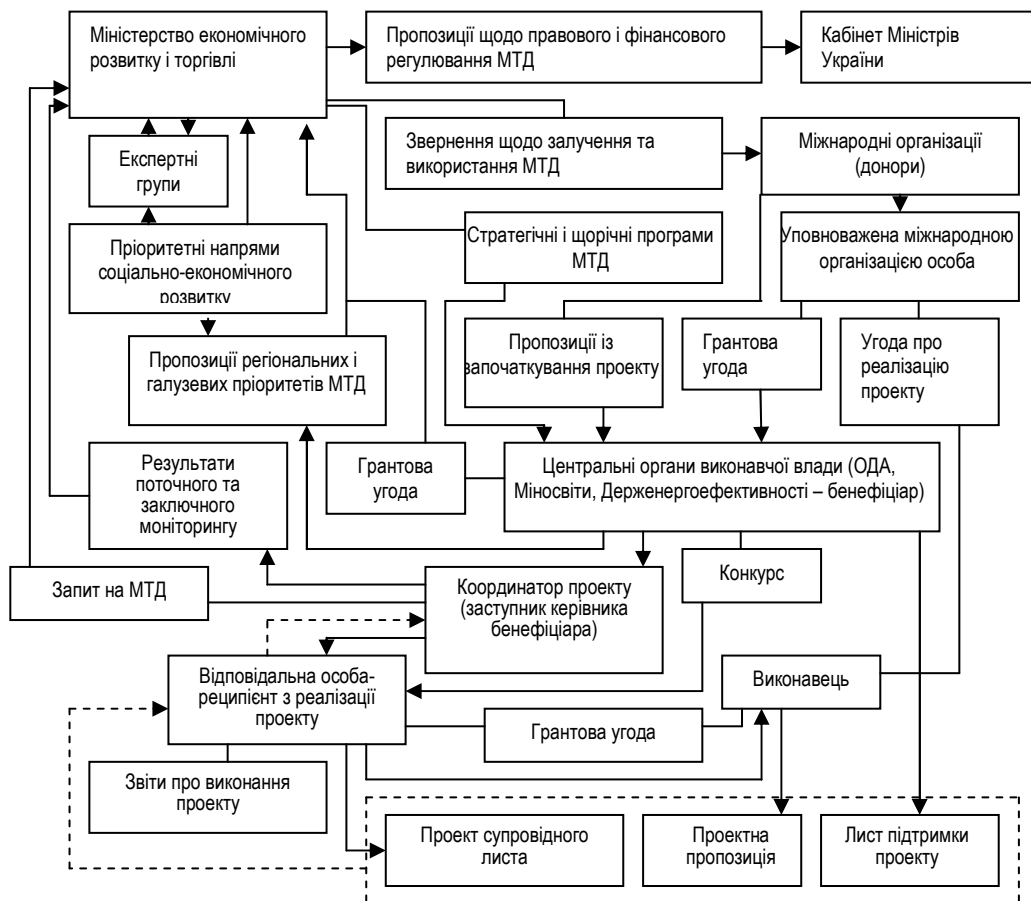 Міністерство економічного
розвитку і торгівлі
Пропозиції щодо правового і фінансового
регулювання МТД
Кабінет Міністрів
України
Звернення щодо залучення та
використання МТД
Міжнародні організації
(донори)
Експертні
групи
Стратегічні і щорічні програми
МТД
Уповноважена міжнародною
організацією особа
Пріоритетні напрями
соціально-економічного
розвитку
Пропозиції із
започаткування проекту
Грантова
угода
Угода про
реалізацію
проекту
Пропозиції регіональних і
галузевих пріоритетів МТД
Результати
поточного та
заключного
моніторингу
Грантова
угода
Центральні органи виконавчої влади (ОДА,
Міносвіти, Держенергоефективності – бенефіціар)
Запит на МТД
Координатор проекту
(заступник керівника
бенефіціара)
Конкурс
Відповідальна особа-
реципієнт з реалізації
проекту
Виконавець
Грантова угода
Звіти про виконання
проекту
Проект супровідного
листа
Проектна
пропозиція
Лист підтримки
проекту